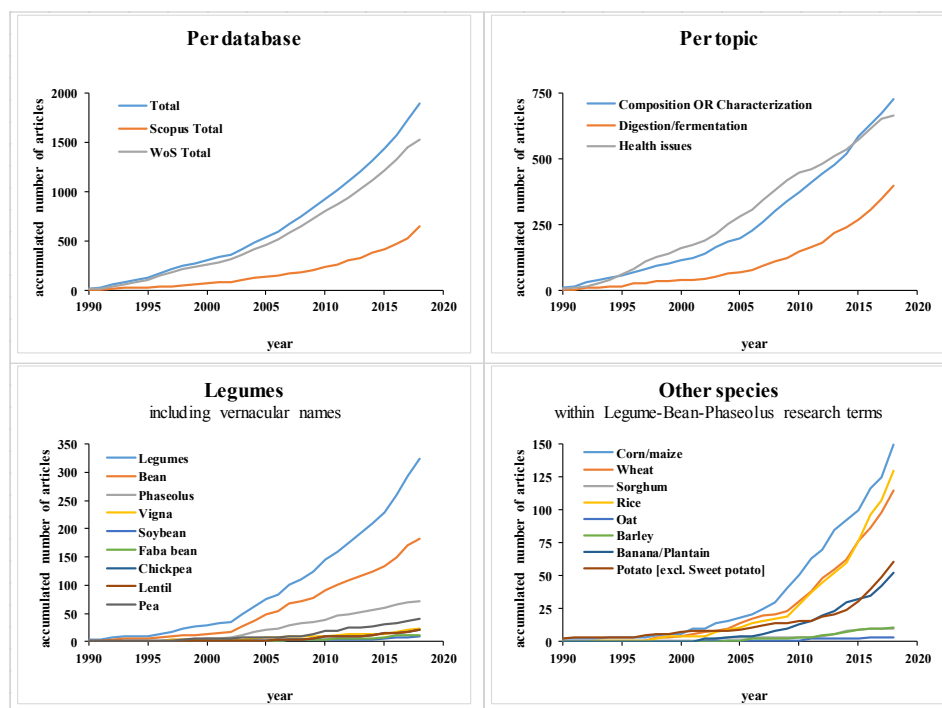 Per database
accumulated number of articles
2000
1500
1000
500
0
Total
Scopus Total
WoS Total
1990 1995 2000 2005 2010 2015 2020
year
Per topic
accumulated number of articles
750
500
250
0
Composition OR Characterization
Digestion/fermentation
Health issues
1990 1995 2000 2005 2010 2015 2020
year
Legumes
including vernacular names
accumulated number of articles
350
300
250
200
150
100
50
0
Legumes
Bean
Phaseolus
Vigna
Soybean
Faba bean
Chickpea
Lentil
Pea
1990 1995 2000 2005 2010 2015 2020
year
Other species
within Legume-Bean-Phaseolus research terms
accumulated number of articles
150
125
100
75
50
25
0
Corn/maize
Wheat
Sorghum
Rice
Oat
Barley
Banana/Plantain
Potato [excl. Sweet potato]
1990 1995 2000 2005 2010 2015 2020
year